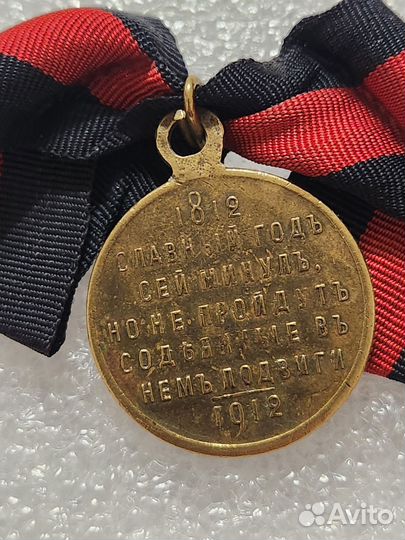 1812
СЛАВНЫЙ ГОДЪ
СЕЙ МИНУЛЪ,
НО НЕ ПРОЙДУТЪ
СОДѢЯННЫЕ ВЪ
НЕМЪ ПОДВИГИ
1912
Avito